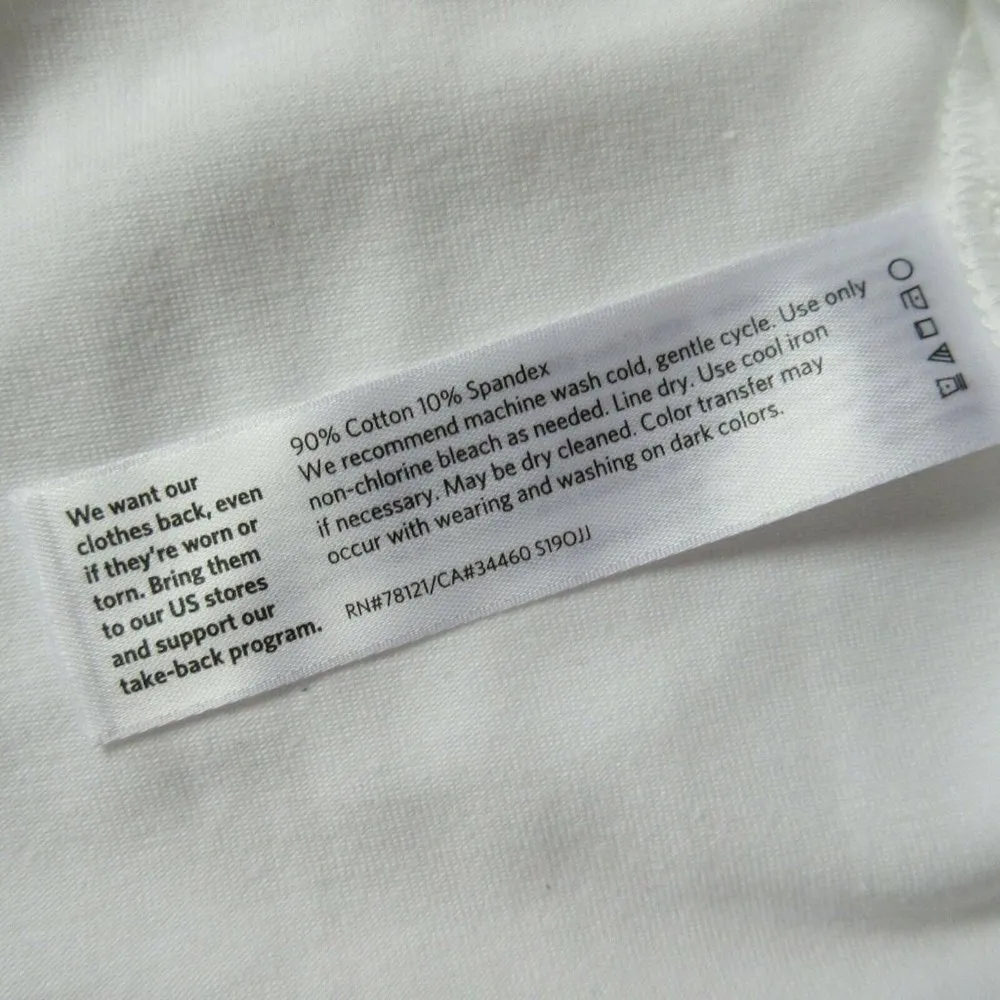 We want our
clothes back, even
if they're worn or
torn. Bring them
to our US stores
and support our
take-back program.
90% Cotton 10% Spandex
We recommend machine wash cold, gentle cycle. Use only
non-chlorine bleach as needed. Line dry. Use cool iron
if necessary. May be dry cleaned. Color transfer may
occur with wearing and washing on dark colors.
RN#78121/CA#34460 S19OJJ